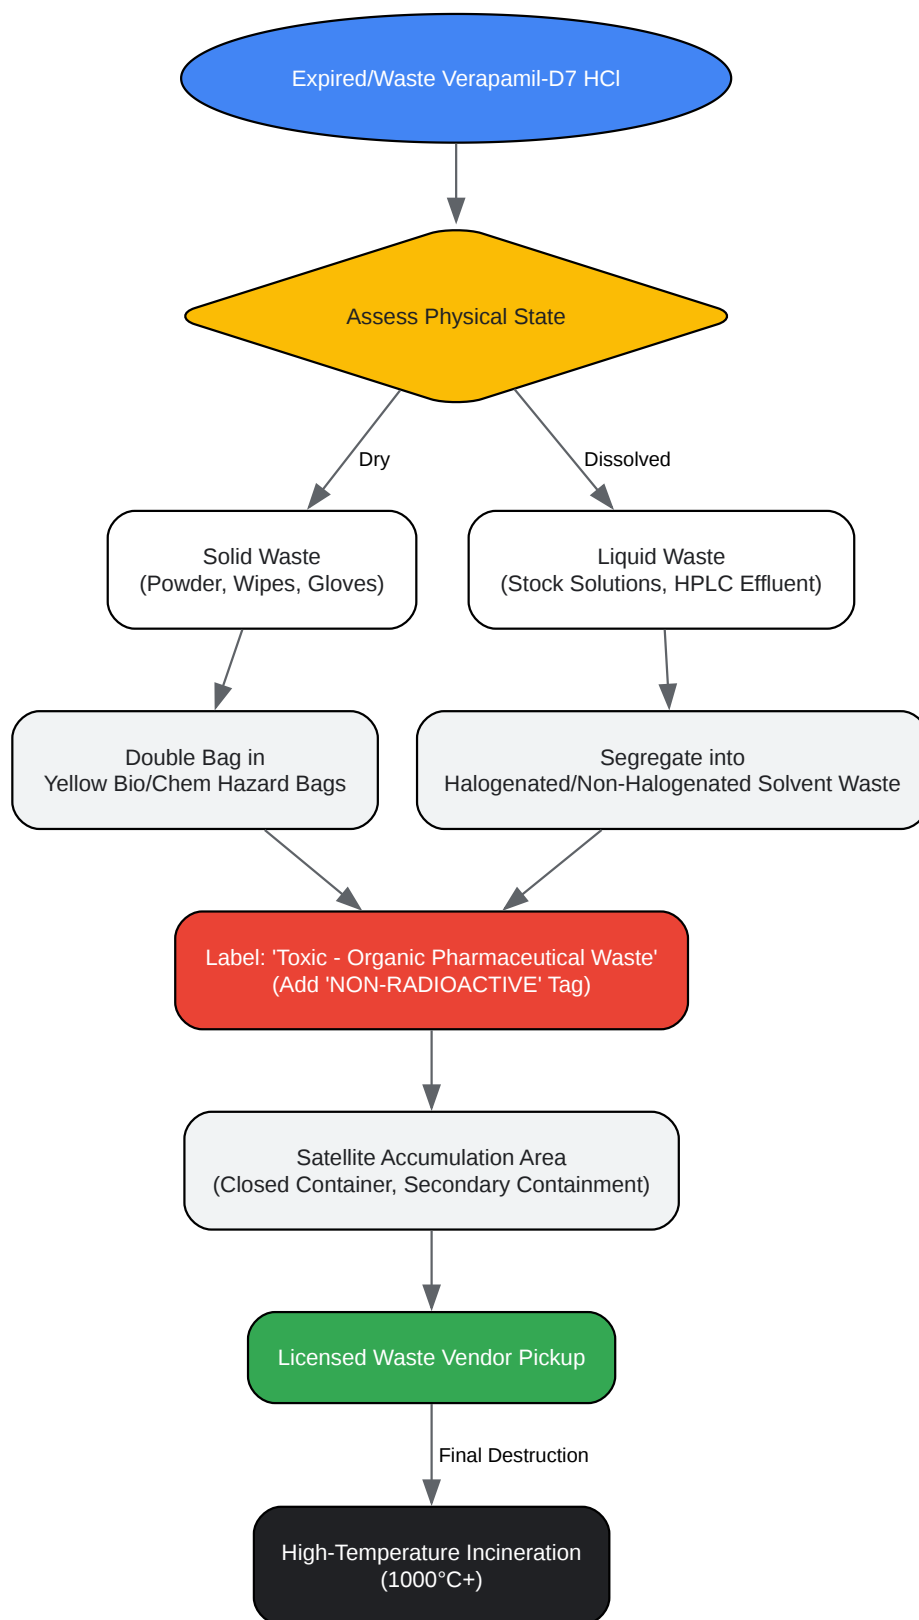 Expired/Waste Verapamil-D7 HCl
Assess Physical State
Dry
Dissolved
Solid Waste
(Powder, Wipes, Gloves)
Liquid Waste
(Stock Solutions, HPLC Effluent)
Double Bag in
Yellow Bio/Chem Hazard Bags
Segregate into
Halogenated/Non-Halogenated Solvent Waste
Label: 'Toxic - Organic Pharmaceutical Waste'
(Add 'NON-RADIOACTIVE' Tag)
Satellite Accumulation Area
(Closed Container, Secondary Containment)
Licensed Waste Vendor Pickup
Final Destruction
High-Temperature Incineration
(1000°C+)